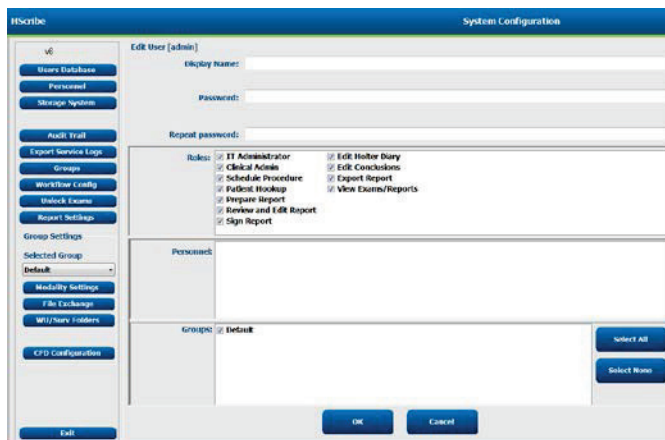 HScribe
System Configuration
v6
Users Database
Personnel
Storage System
Audit Trail
Export Service Logs
Groups
Workflow Config
Unlock Exams
Report Settings
Group Settings
Selected Group
Default
Modality Settings
File Exchange
WU/Surv Folders
CFD Configuration
Exit
Edit User [admin]
Display Name:
Password:
Repeat password:
Roles:
IT Administrator
Clinical Admin
Schedule Procedure
Patient Hookup
Prepare Report
Review and Edit Report
Sign Report
Edit Holter Diary
Edit Conclusions
Export Report
View Exams/Reports
Personnel:
Groups:
Default
Select All
Select None
OK
Cancel